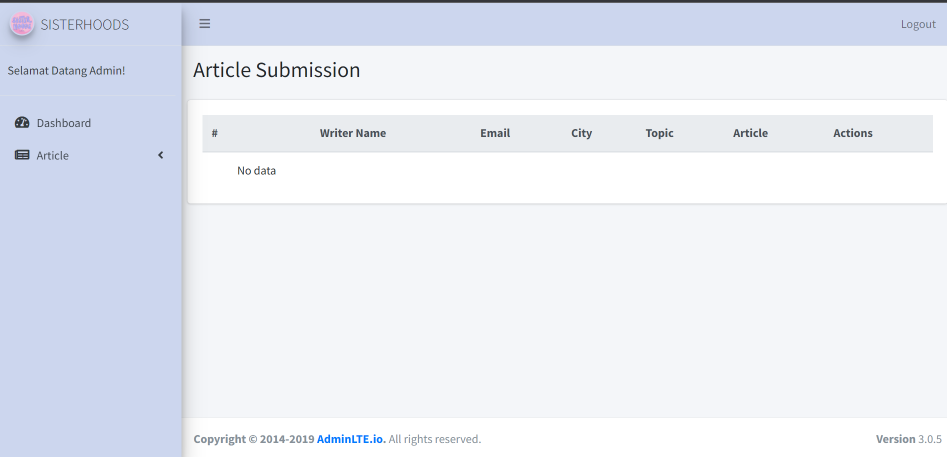 SISTERHOODS
Logout
Selamat Datang Admin!
Dashboard
Article
Article Submission
# Writer Name Email City Topic Article Actions
No data
Copyright © 2014-2019 AdminLTE.io. All rights reserved.
Version 3.0.5